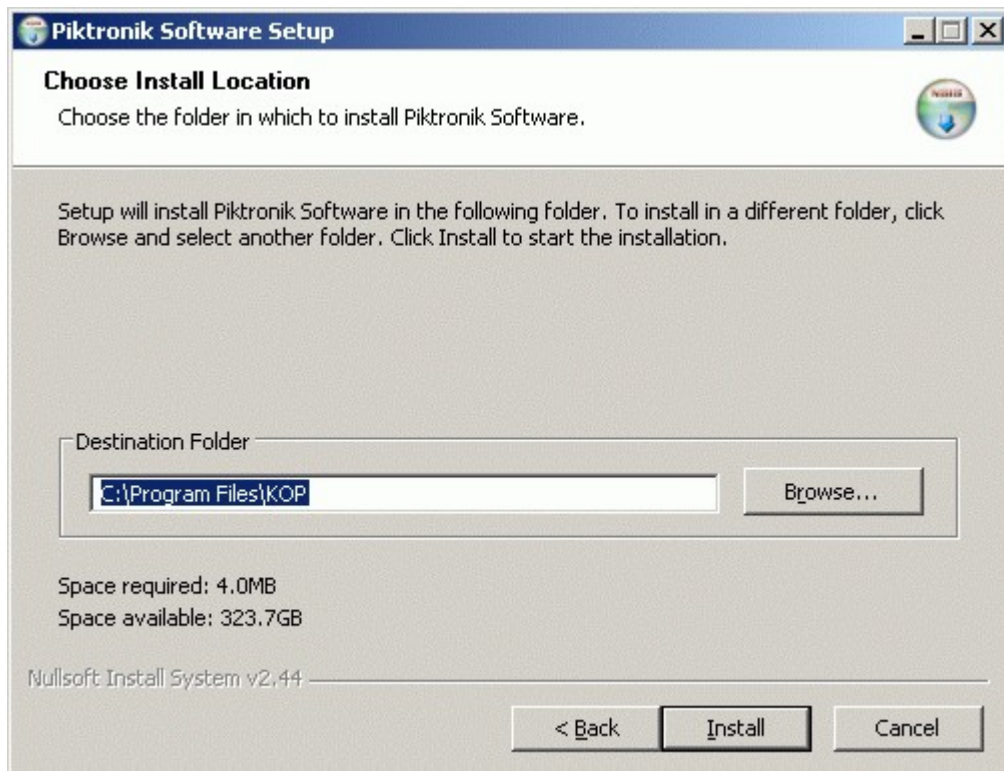 Piktronik Software Setup
Choose Install Location
Choose the folder in which to install Piktronik Software.
Setup will install Piktronik Software in the following folder. To install in a different folder, click
Browse and select another folder. Click Install to start the installation.
Destination Folder
C:\Program Files\KOP
Browse...
Space required: 4.0MB
Space available: 323.7GB
Nullsoft Install System v2.44
< Back
Install
Cancel